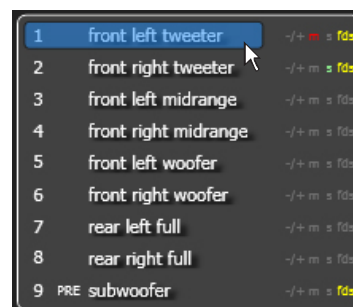 1 front left tweeter -/+ m s fds
2 front right tweeter -/+ m s fds
3 front left midrange -/+ m s fds
4 front right midrange -/+ m s fds
5 front left woofer -/+ m s fds
6 front right woofer -/+ m s fds
7 rear left full -/+ m s fds
8 rear right full -/+ m s fds
9 PRE subwoofer -/+ m s fds